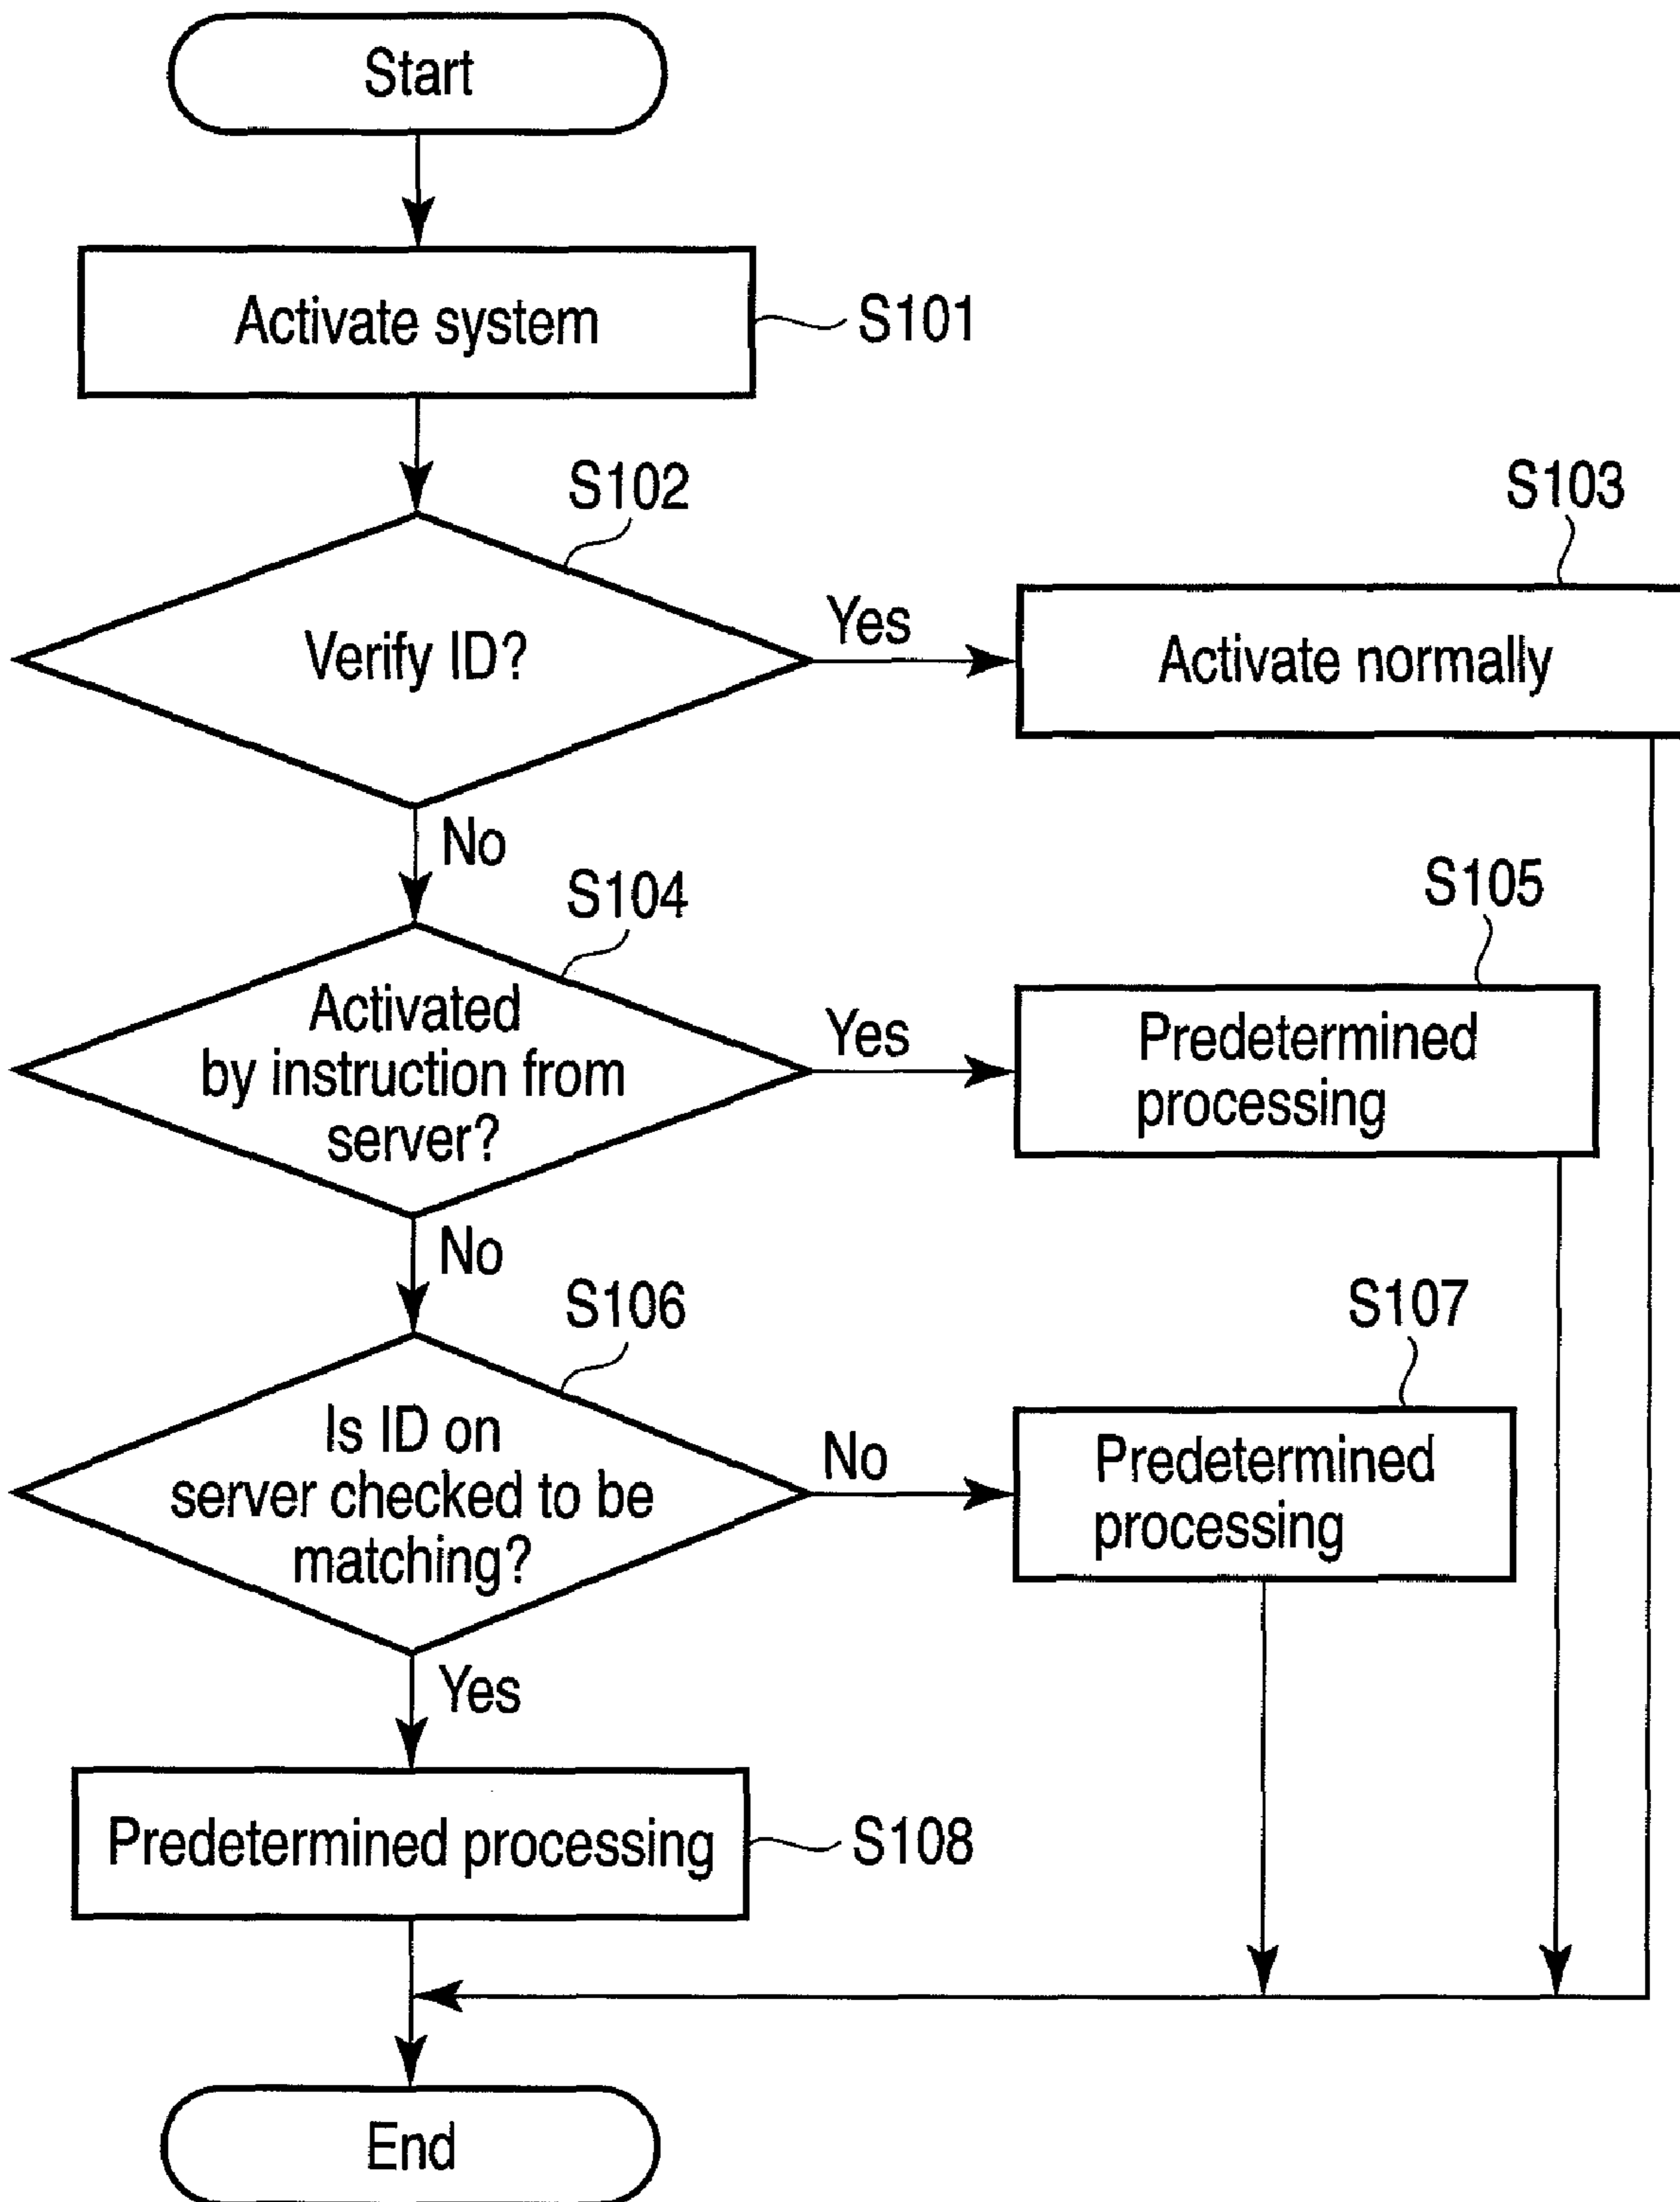 Start
Activate system
S101
S102
S103
Verify ID?
Yes
Activate normally
No
S104
S105
Activated
by instruction from
server?
Yes
Predetermined
processing
No
S106
S107
Is ID on
server checked to be
matching?
No
Predetermined
processing
Yes
Predetermined processing
S108
End